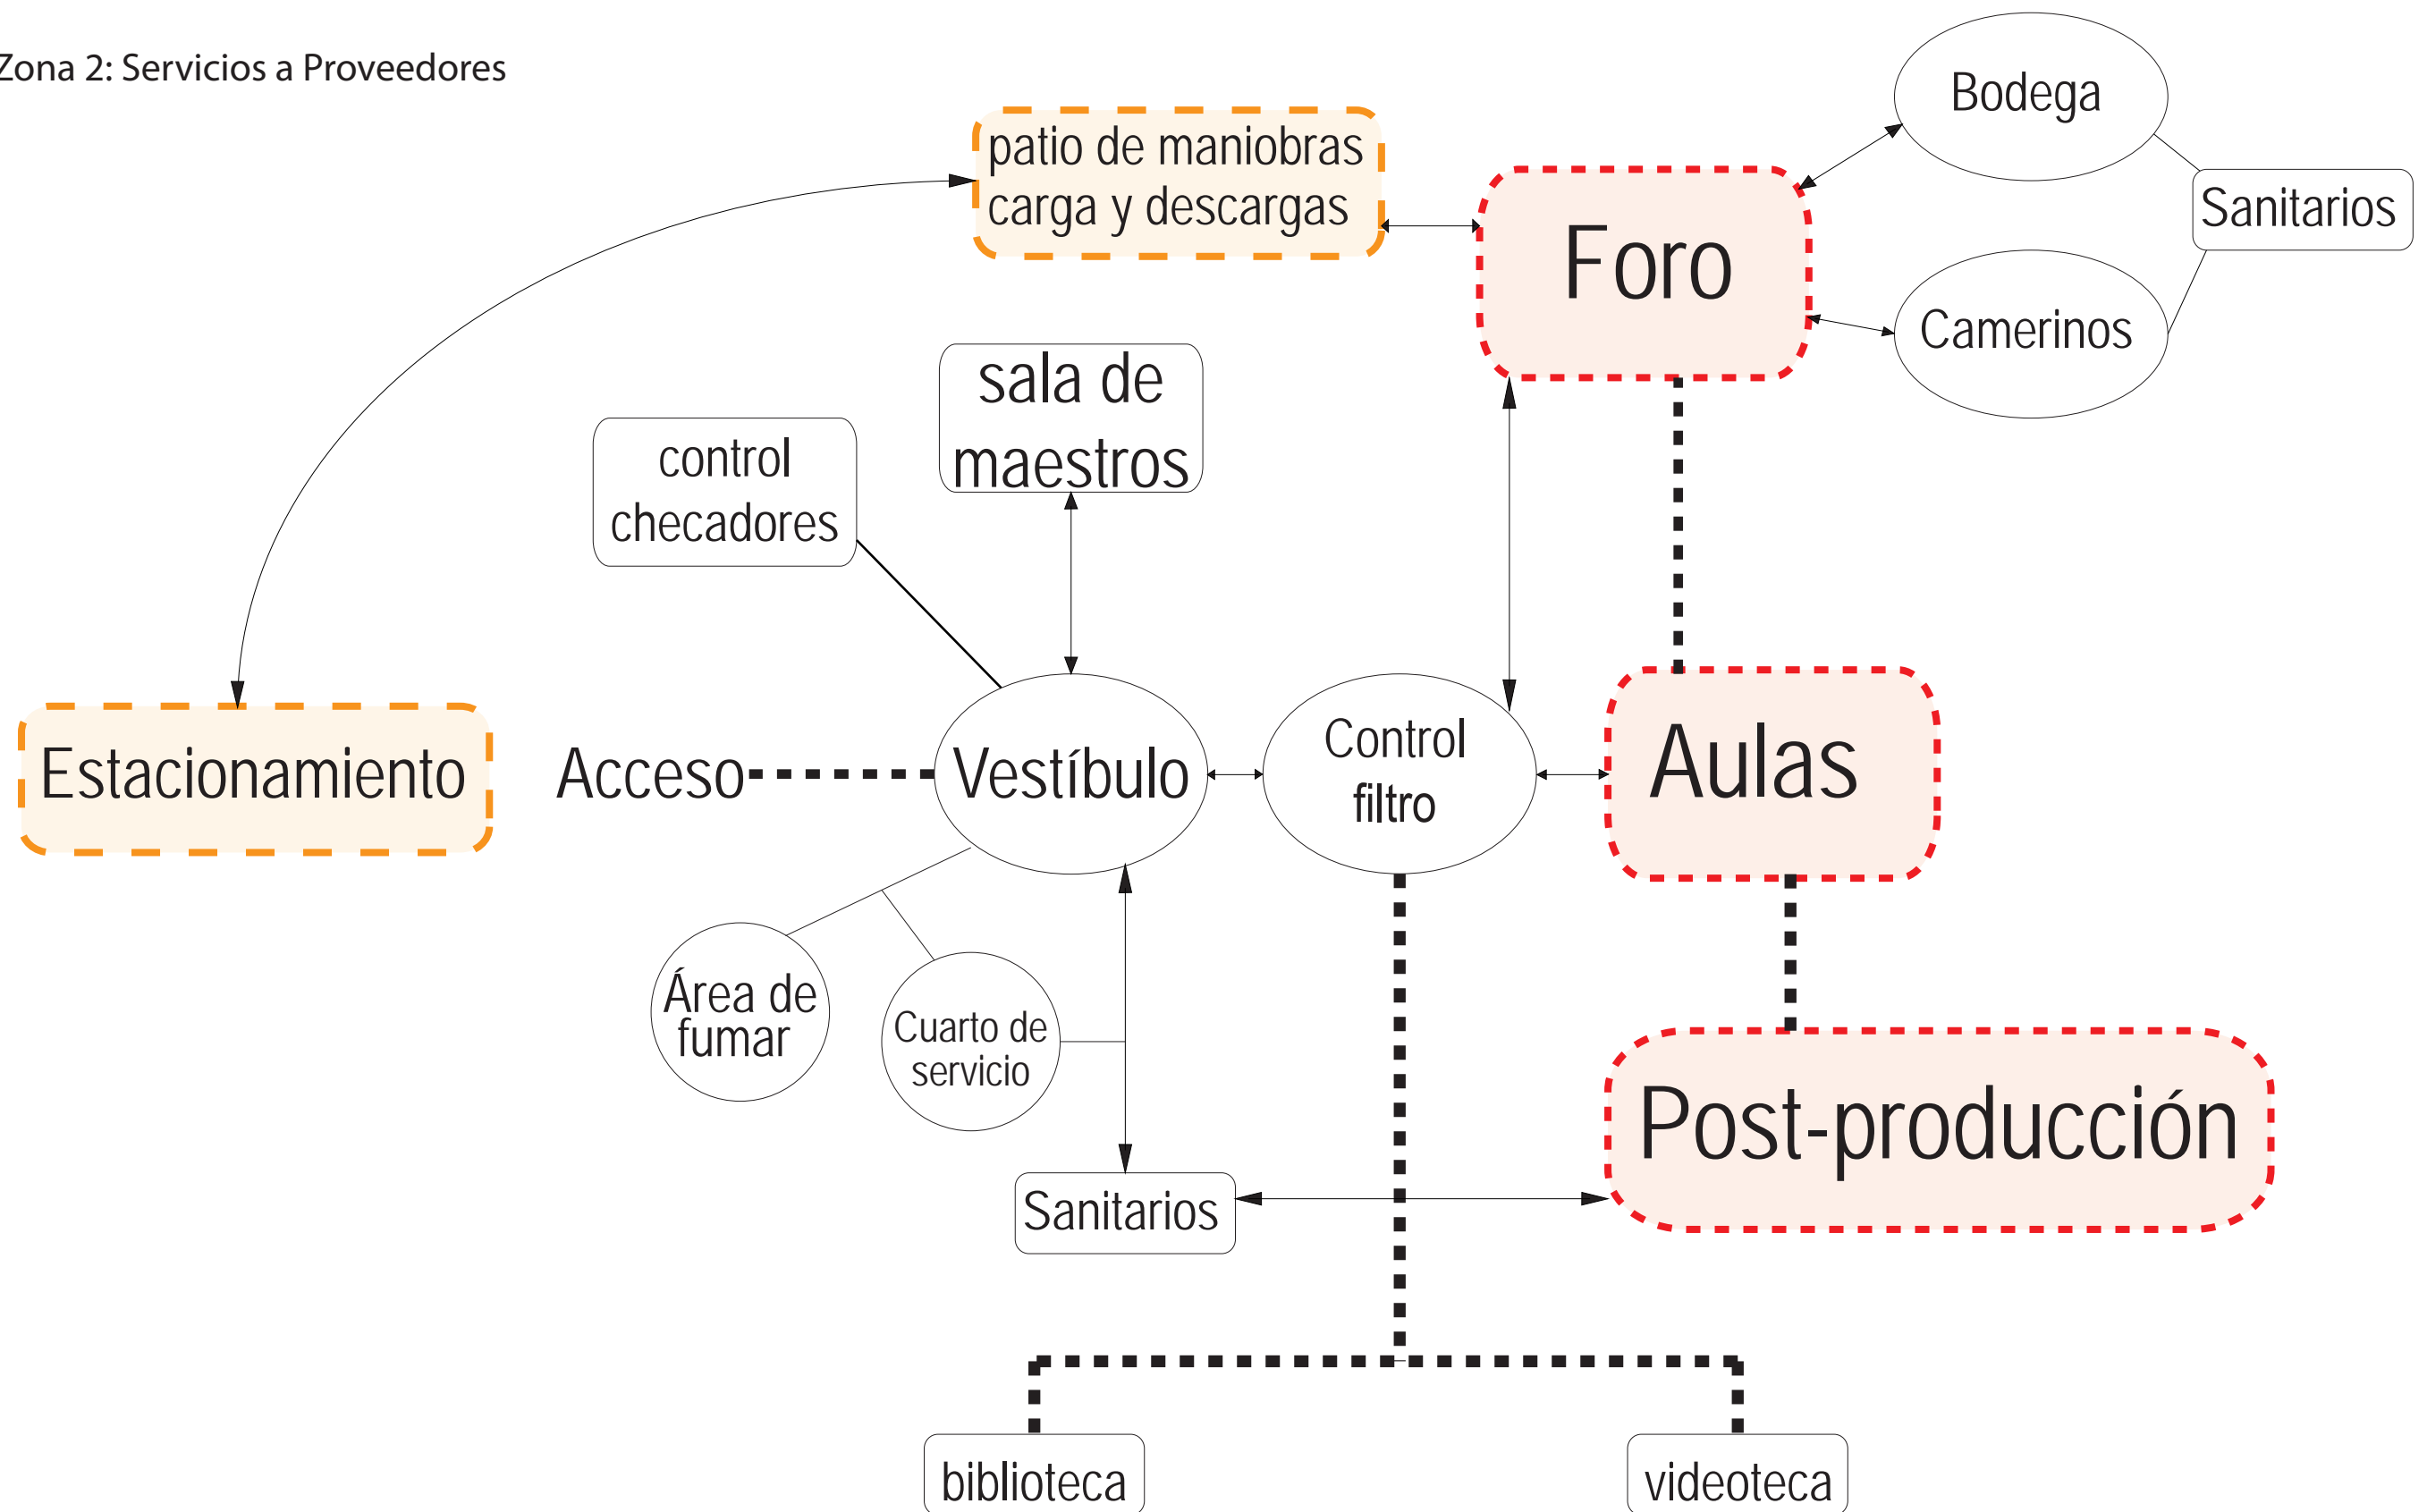 Zona 2: Servicios a Proveedores
Bodega
patio de maniobras
carga y descargas
Sanitarios
Foro
Camerinos
sala de
maestros
control
checadores
Estacionamiento
Acceso
Vestíbulo
Control
filtro
Aulas
Área de
fumar
Cuarto de
servicio
Post-producción
Sanitarios
biblioteca
videoteca